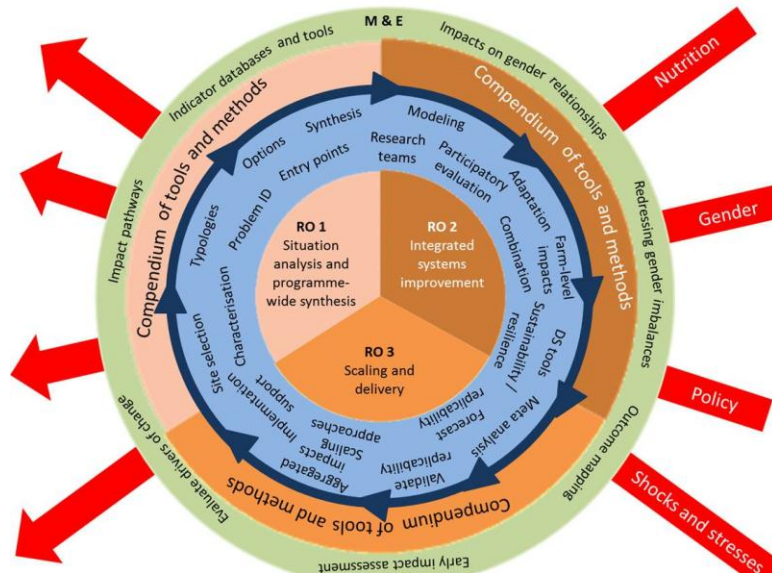 M & E
Indicator databases and tools
Impacts on gender relationships
Nutrition
Compendium of tools and methods
Compendium of tools and methods
Synthesis
Modeling
Options
Entry points
Research
teams
Participatory
evaluation
Adaptation
Typologies
Problem ID
RO 1
Situation
analysis and
programme-
wide synthesis
RO 2
Integrated
systems
improvement
Combination
Farm-level
impacts
Gender
Redressing gender imbalances
Impact pathways
Site selection
Characterisation
RO 3
Scaling and
delivery
Sustainability /
resilience
DS tools
Policy
Implemntation
support
Scaling
approaches
Forecast
replicability
Meta analysis
Outcome mapping
Aggregated
impacts
Validate
replicability
Evaluate drivers of change
Compendium of tools and methods
Shocks and stresses
Early impact assessment